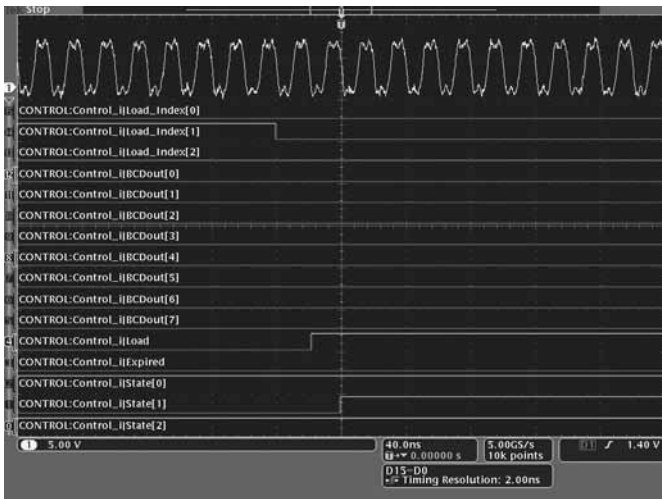 Tek Stop
CONTROL:Control_i|Load_Index[0]
CONTROL:Control_i|Load_Index[1]
CONTROL:Control_i|Load_Index[2]
CONTROL:Control_i|BCDout[0]
CONTROL:Control_i|BCDout[1]
CONTROL:Control_i|BCDout[2]
CONTROL:Control_i|BCDout[3]
CONTROL:Control_i|BCDout[4]
CONTROL:Control_i|BCDout[5]
CONTROL:Control_i|BCDout[6]
CONTROL:Control_i|BCDout[7]
CONTROL:Control_i|Load
CONTROL:Control_i|Expired
CONTROL:Control_i|State[0]
CONTROL:Control_i|State[1]
CONTROL:Control_i|State[2]
1 5.00 V 40.0ns 5.00GS/s D1 1.40 V
0.00000 s 10k points
D15-D0
Timing Resolution: 2.00ns